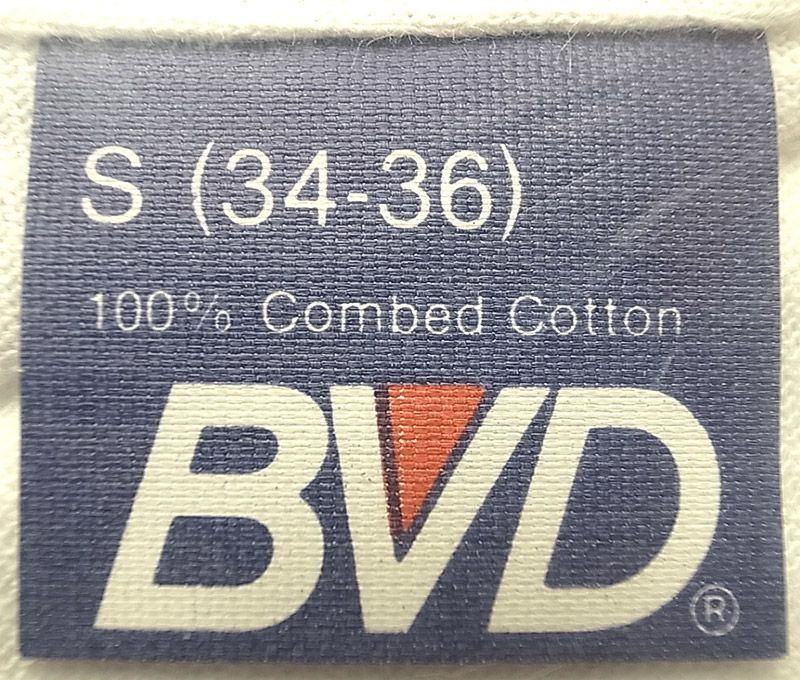 S (34-36)
100% Combed Cotton
BVD
®